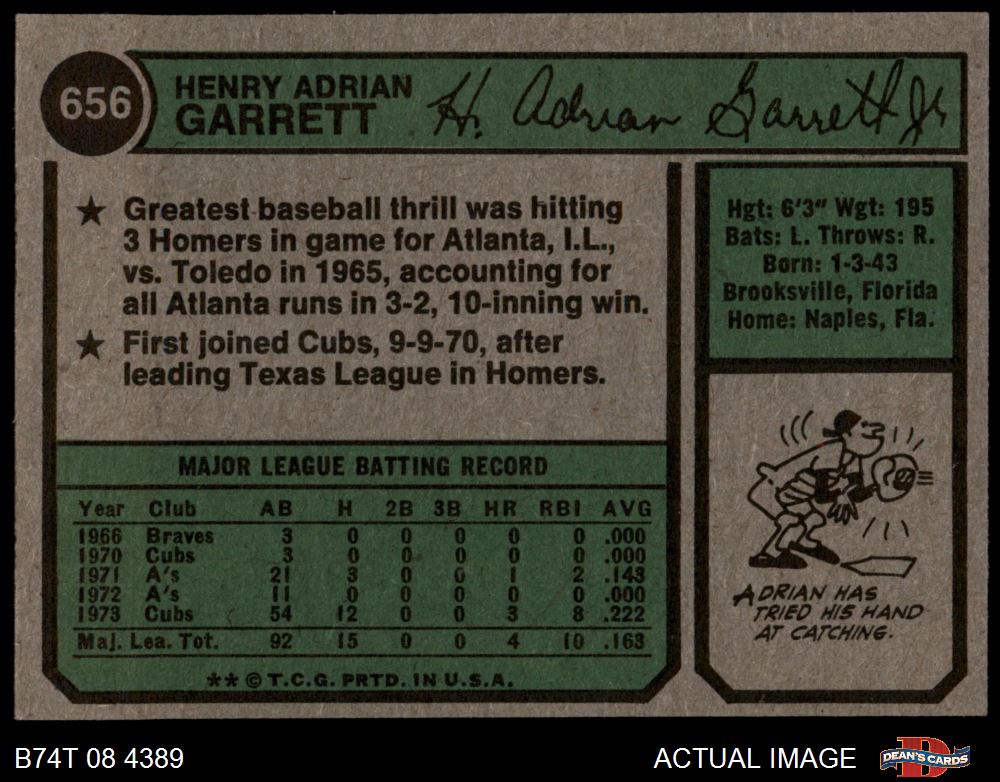 656
HENRY ADRIAN
GARRETT
H. Adrian Garrett Jr
★ Greatest baseball thrill was hitting
3 Homers in game for Atlanta, I.L.,
vs. Toledo in 1965, accounting for
all Atlanta runs in 3-2, 10-inning win.
★ First joined Cubs, 9-9-70, after
leading Texas League in Homers.
Hgt: 6'3" Wgt: 195
Bats: L. Throws: R.
Born: 1-3-43
Brooksville, Florida
Home: Naples, Fla.
MAJOR LEAGUE BATTING RECORD
Year Club AB H 2B 3B HR RBI AVG
1966 Braves 3 0 0 0 0 0 .000
1970 Cubs 3 0 0 0 0 0 .000
1971 A's 21 3 0 0 1 2 .143
1972 A's 11 0 0 0 0 0 .000
1973 Cubs 54 12 0 0 3 8 .222
Maj. Lea. Tot. 92 15 0 0 4 10 .163
** © T.C.G. PRTD. IN U.S.A.
ADRIAN HAS
TRIED HIS HAND
AT CATCHING.
B74T 08 4389
ACTUAL IMAGE
DEAN'S CARDS